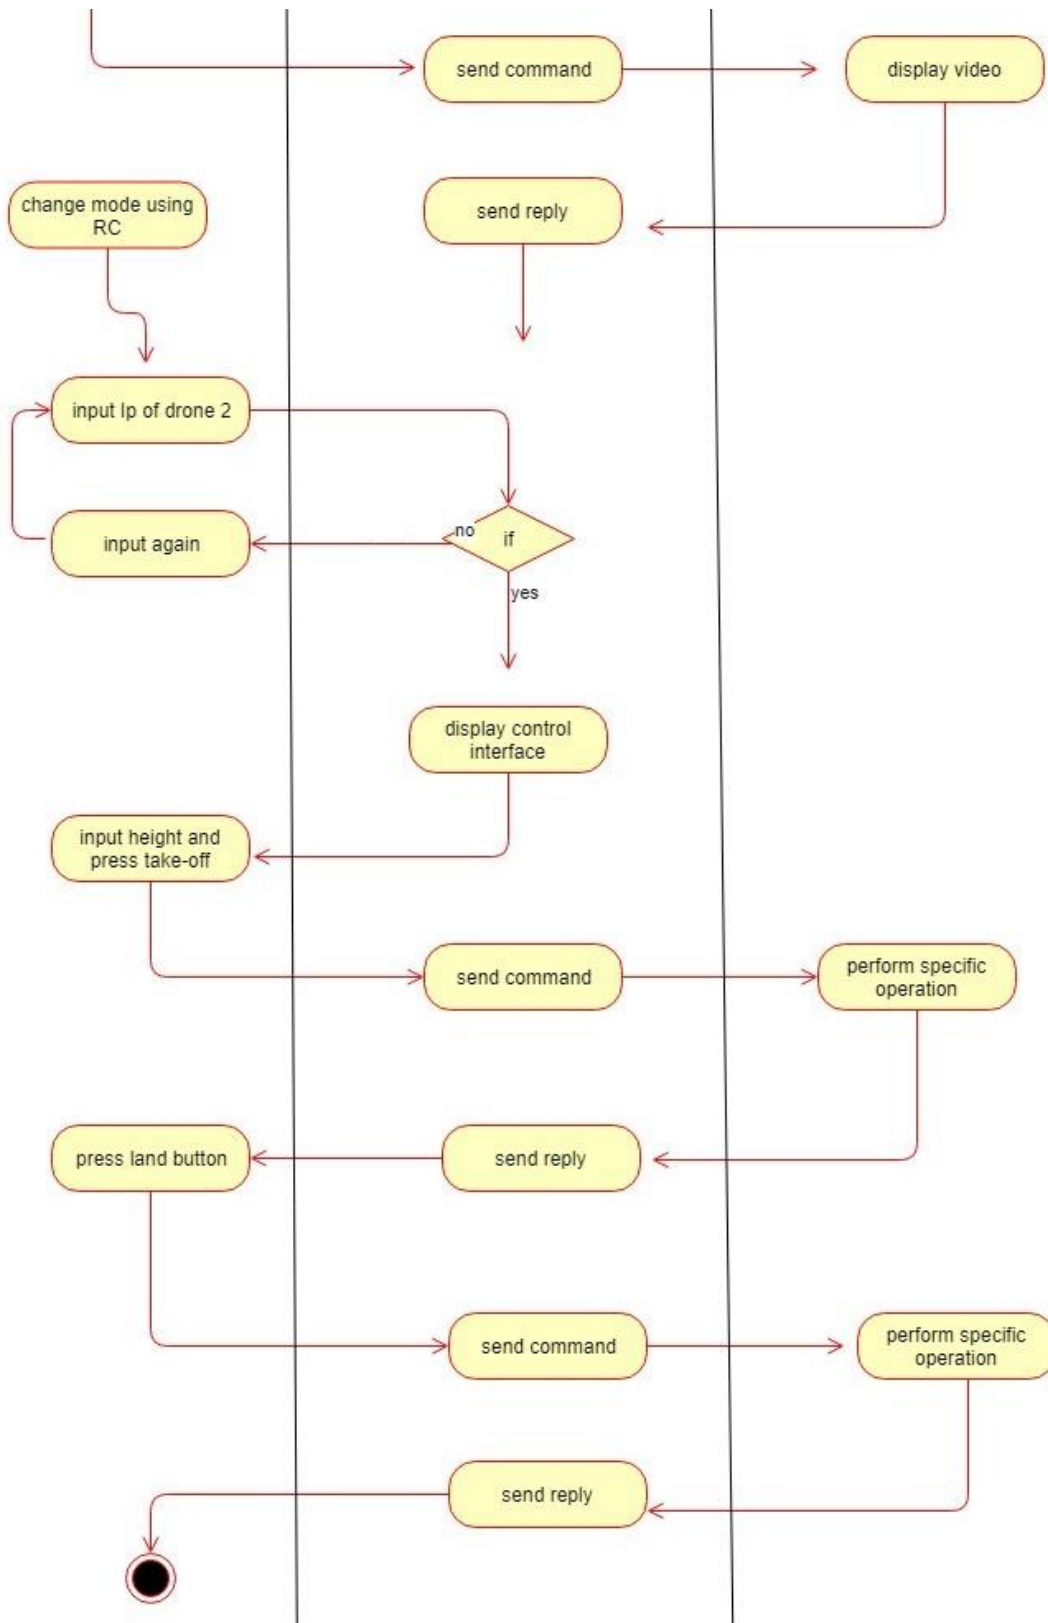 send command
display video
change mode using
RC
send reply
input Ip of drone 2
no
if
input again
yes
display control
interface
input height and
press take-off
send command
perform specific
operation
press land button
send reply
send command
perform specific
operation
send reply